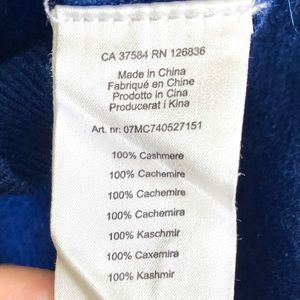 CA 37584 RN 126836
Made in China
Fabriqué en Chine
Prodotto in Cina
Producerat i Kina
Art. nr: 07MC740527151
100% Cashmere
100% Cachemire
100% Cachemire
100% Cachemira
100% Kaschmir
100% Caxemira
100% Kashmir